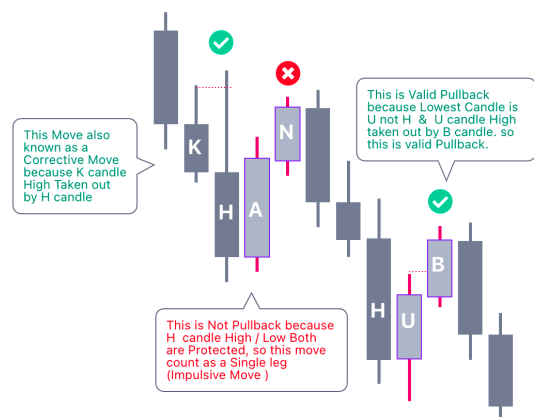 This is Valid Pullback
because Lowest Candle is
U not H & U candle High
taken out by B candle. so
this is valid Pullback.
This Move also
known as a
Corrective Move
because K candle
High Taken out
by H candle
K
H
A
N
H
U
B
This is Not Pullback because
H candle High / Low Both
are Protected, so this move
count as a Single leg
(Impulsive Move )